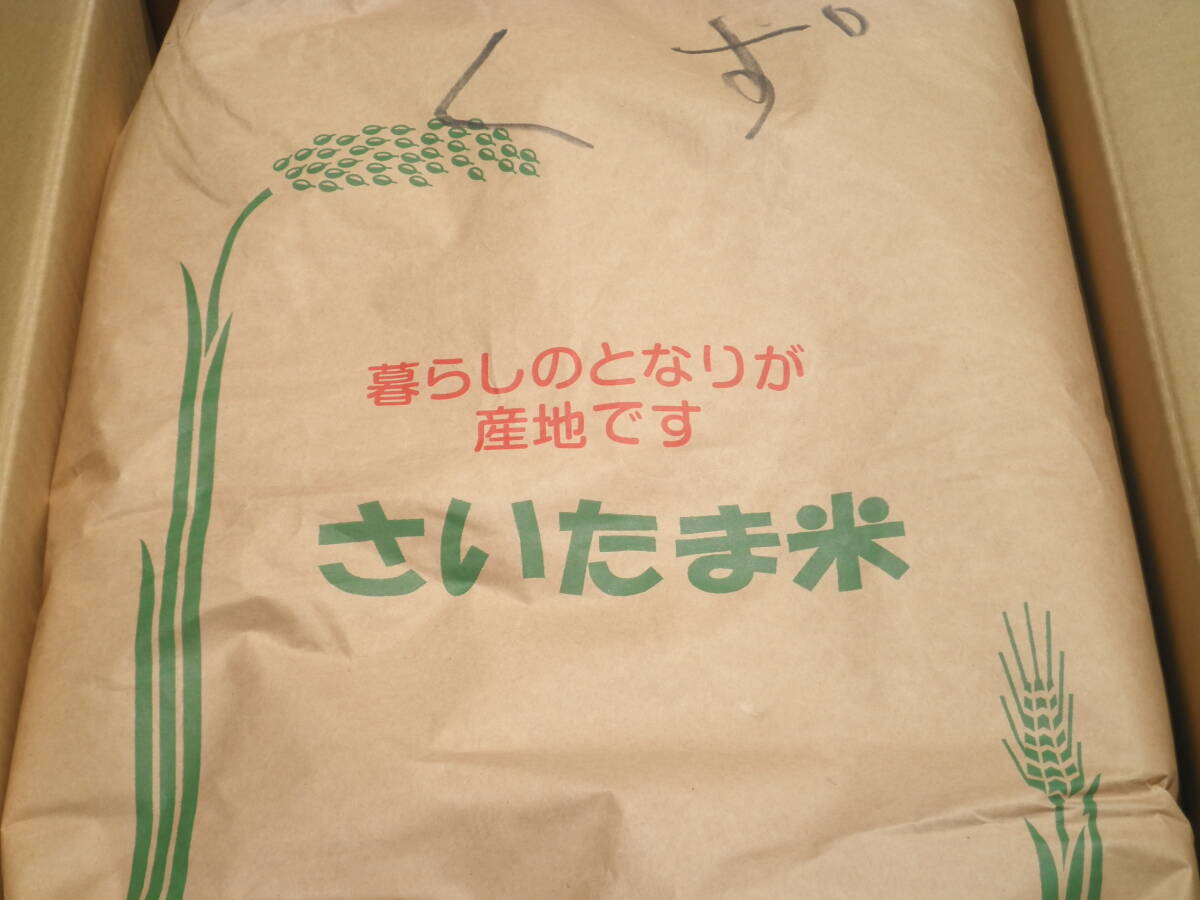 くず
暮らしのとなりが
産地です
さいたま米